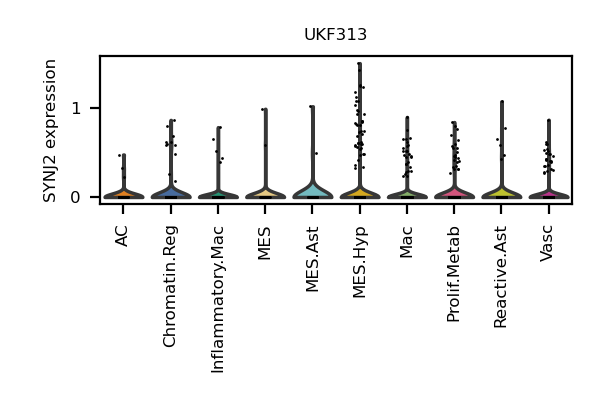 UKF313
SYNJ2 expression
1
0
AC
Chromatin.Reg
Inflammatory.Mac
MES
MES.Ast
MES.Hyp
Mac
Prolif.Metab
Reactive.Ast
Vasc